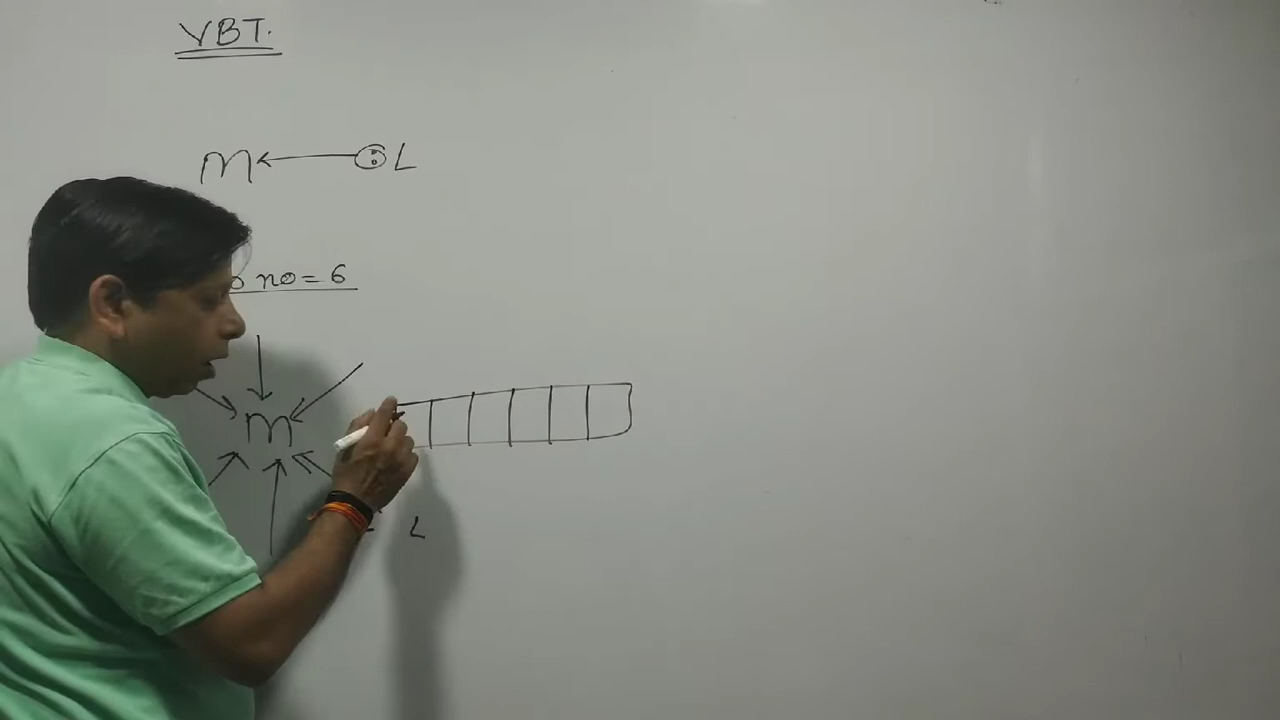 VBT.
M ← : L
no = 6
M
L